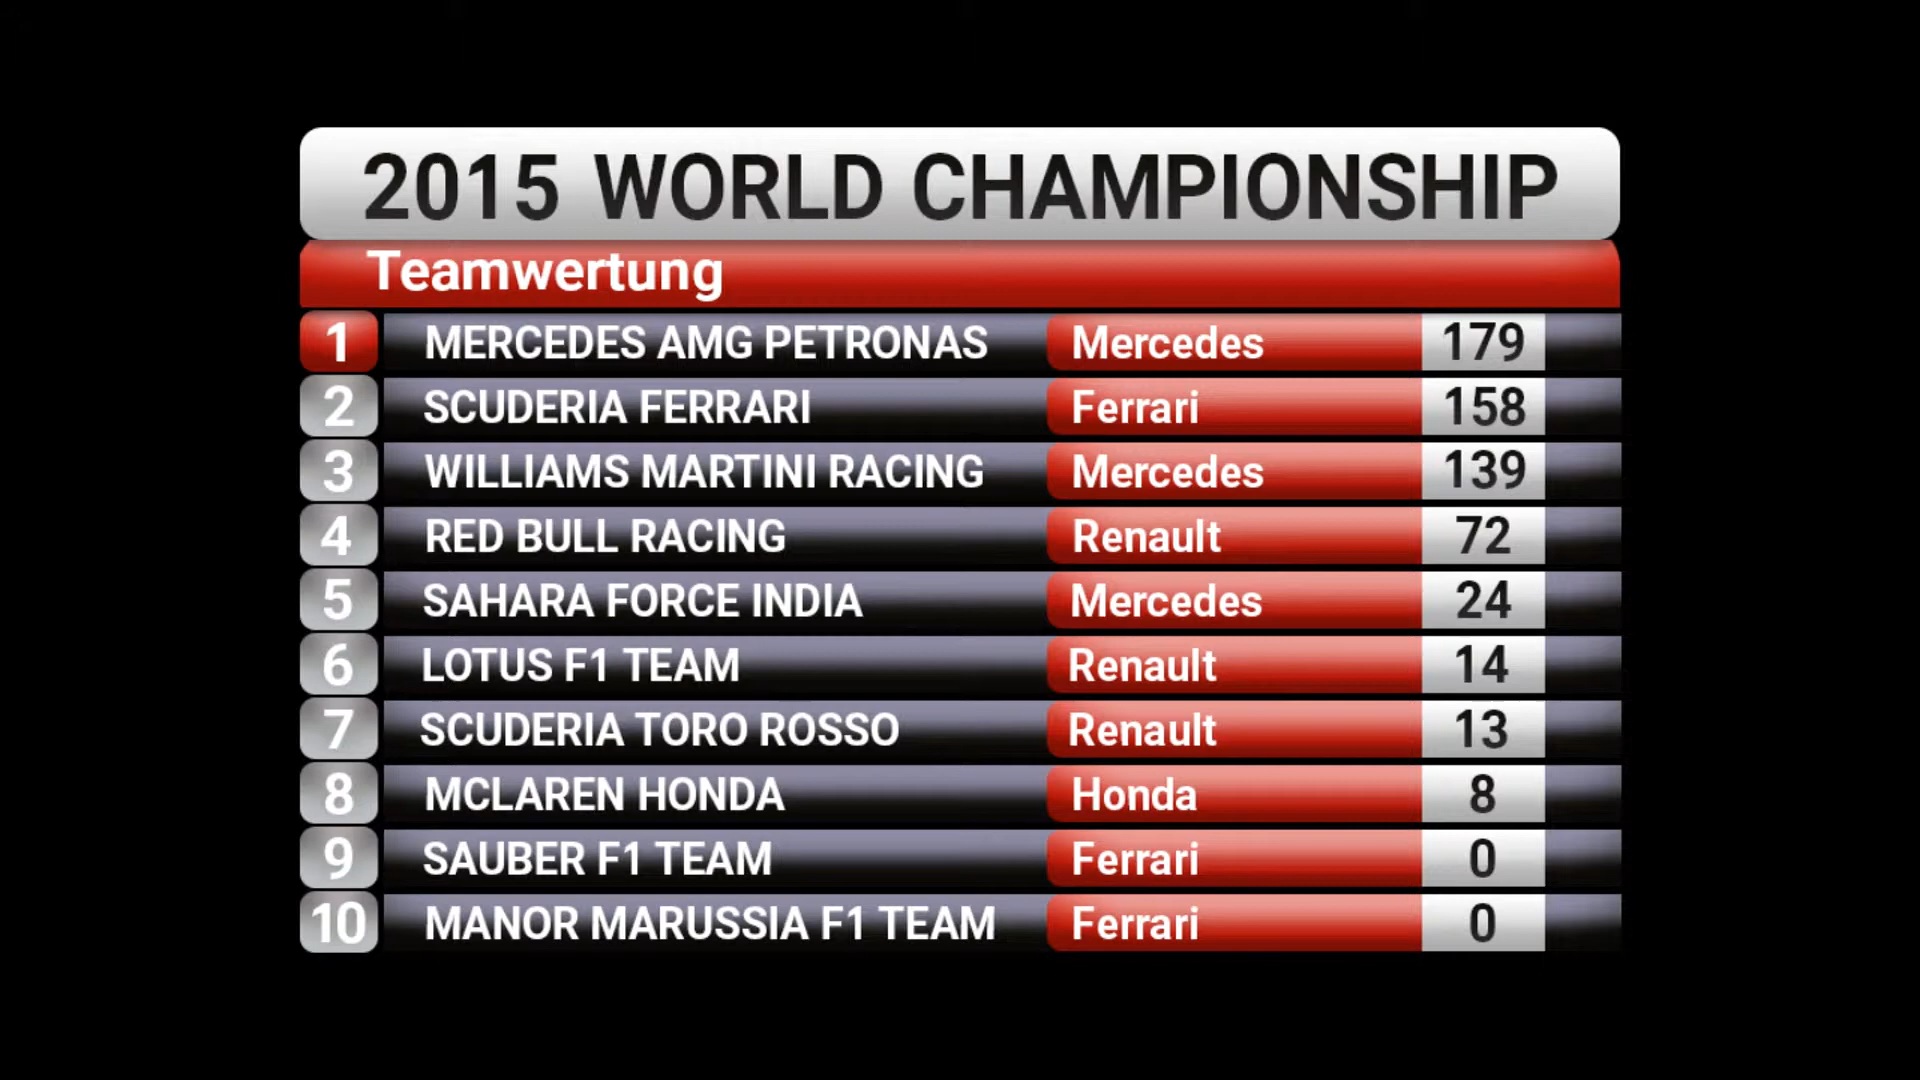 2015 WORLD CHAMPIONSHIP
Teamwertung
1 MERCEDES AMG PETRONAS Mercedes 179
2 SCUDERIA FERRARI Ferrari 158
3 WILLIAMS MARTINI RACING Mercedes 139
4 RED BULL RACING Renault 72
5 SAHARA FORCE INDIA Mercedes 24
6 LOTUS F1 TEAM Renault 14
7 SCUDERIA TORO ROSSO Renault 13
8 MCLAREN HONDA Honda 8
9 SAUBER F1 TEAM Ferrari 0
10 MANOR MARUSSIA F1 TEAM Ferrari 0